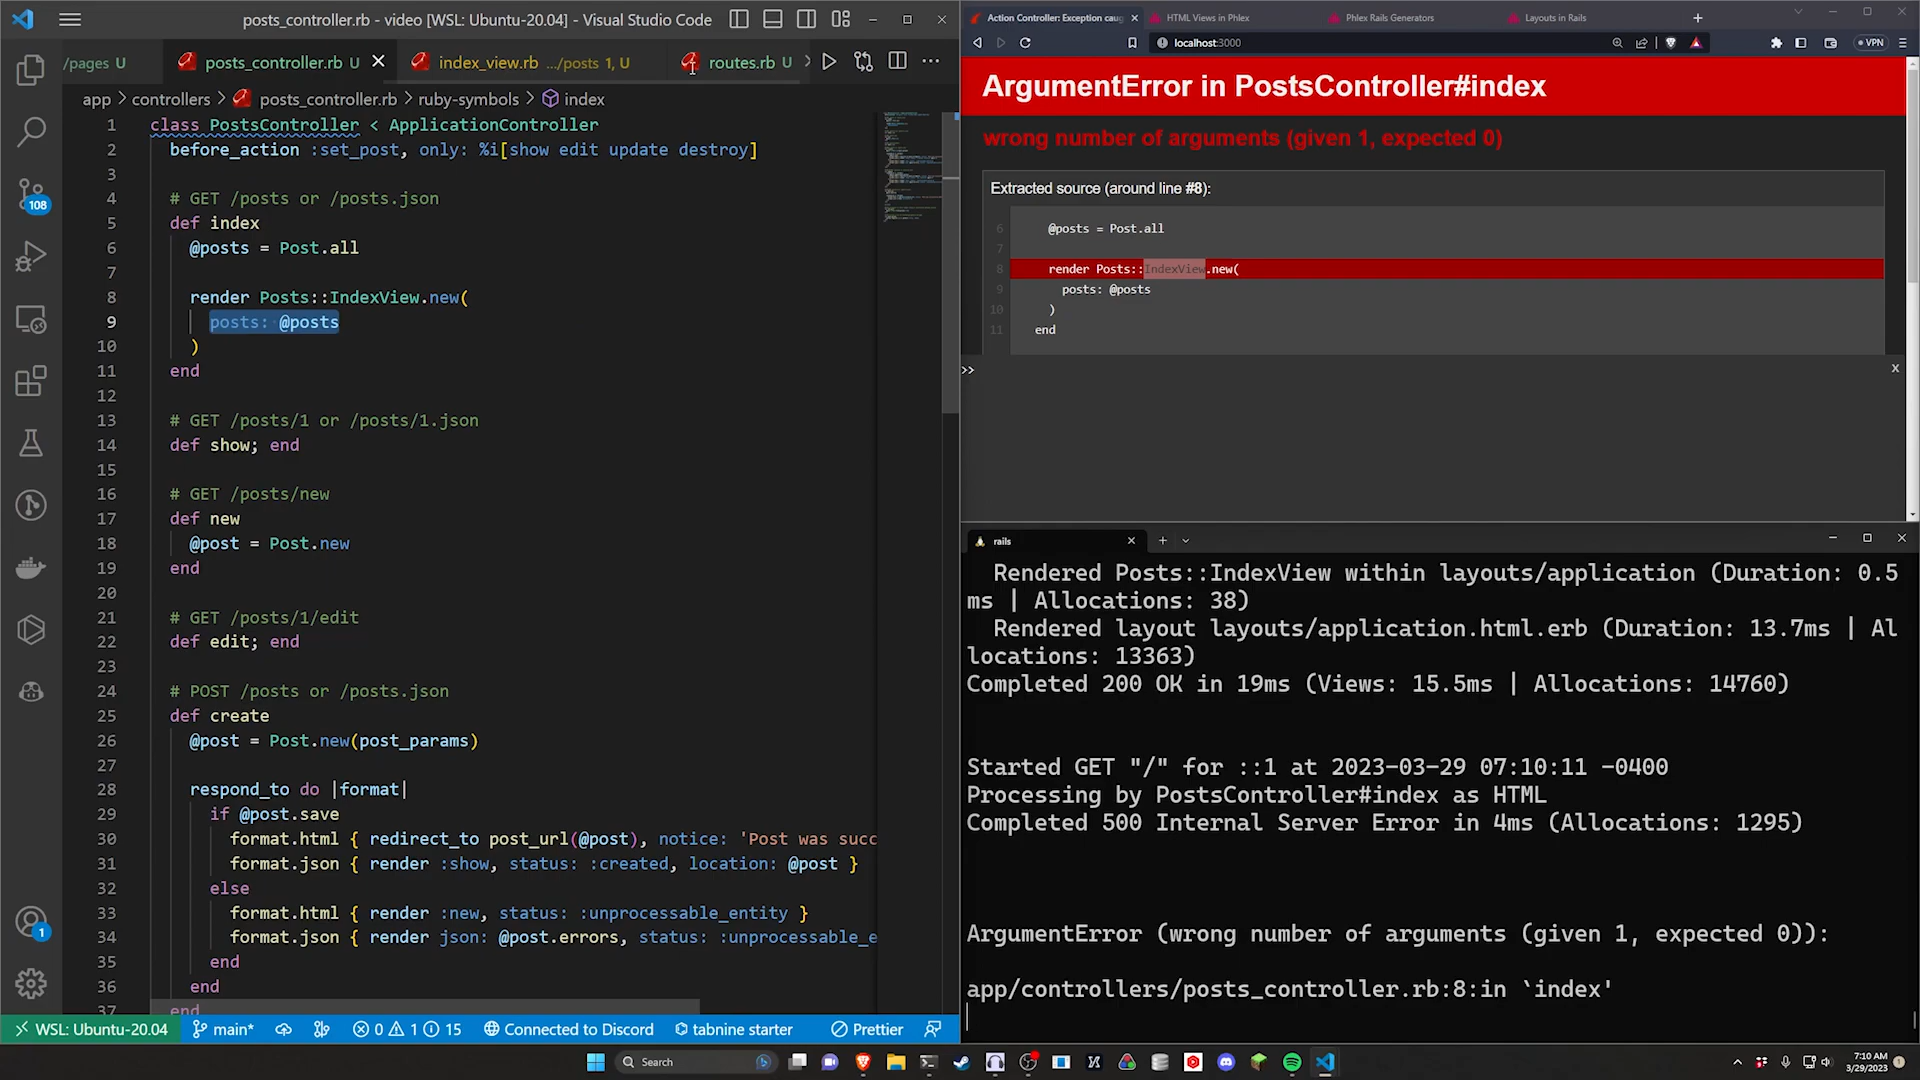 posts_controller.rb - video [WSL: Ubuntu-20.04] - Visual Studio Code
/pages U
posts_controller.rb U
index_view.rb .../posts 1, U
routes.rb U
app > controllers > posts_controller.rb > ruby-symbols > index
1 class PostsController < ApplicationController
2 before_action :set_post, only: %i[show edit update destroy]
3
4 # GET /posts or /posts.json
5 def index
6 @posts = Post.all
7
8 render Posts::IndexView.new(
9 posts: @posts
10 )
11 end
12
13 # GET /posts/1 or /posts/1.json
14 def show; end
15
16 # GET /posts/new
17 def new
18 @post = Post.new
19 end
20
21 # GET /posts/1/edit
22 def edit; end
23
24 # POST /posts or /posts.json
25 def create
26 @post = Post.new(post_params)
27
28 respond_to do |format|
29 if @post.save
30 format.html { redirect_to post_url(@post), notice: 'Post was succ
31 format.json { render :show, status: :created, location: @post }
32 else
33 format.html { render :new, status: :unprocessable_entity }
34 format.json { render json: @post.errors, status: :unprocessable_e
35 end
36 end
37 end
108
1
WSL: Ubuntu-20.04 main* 0 1 15 Connected to Discord tabnine starter Prettier
Action Controller: Exception caug
HTML Views in Phlex
Phlex Rails Generators
Layouts in Rails
localhost:3000
VPN
ArgumentError in PostsController#index
wrong number of arguments (given 1, expected 0)
Extracted source (around line #8):
6 @posts = Post.all
7
8 render Posts::IndexView.new(
9 posts: @posts
10 )
11 end
>>
x
rails
Rendered Posts::IndexView within layouts/application (Duration: 0.5
ms | Allocations: 38)
Rendered layout layouts/application.html.erb (Duration: 13.7ms | Al
locations: 13363)
Completed 200 OK in 19ms (Views: 15.5ms | Allocations: 14760)
Started GET "/" for ::1 at 2023-03-29 07:10:11 -0400
Processing by PostsController#index as HTML
Completed 500 Internal Server Error in 4ms (Allocations: 1295)
ArgumentError (wrong number of arguments (given 1, expected 0)):
app/controllers/posts_controller.rb:8:in `index'
Search
7:10 AM
3/29/2023